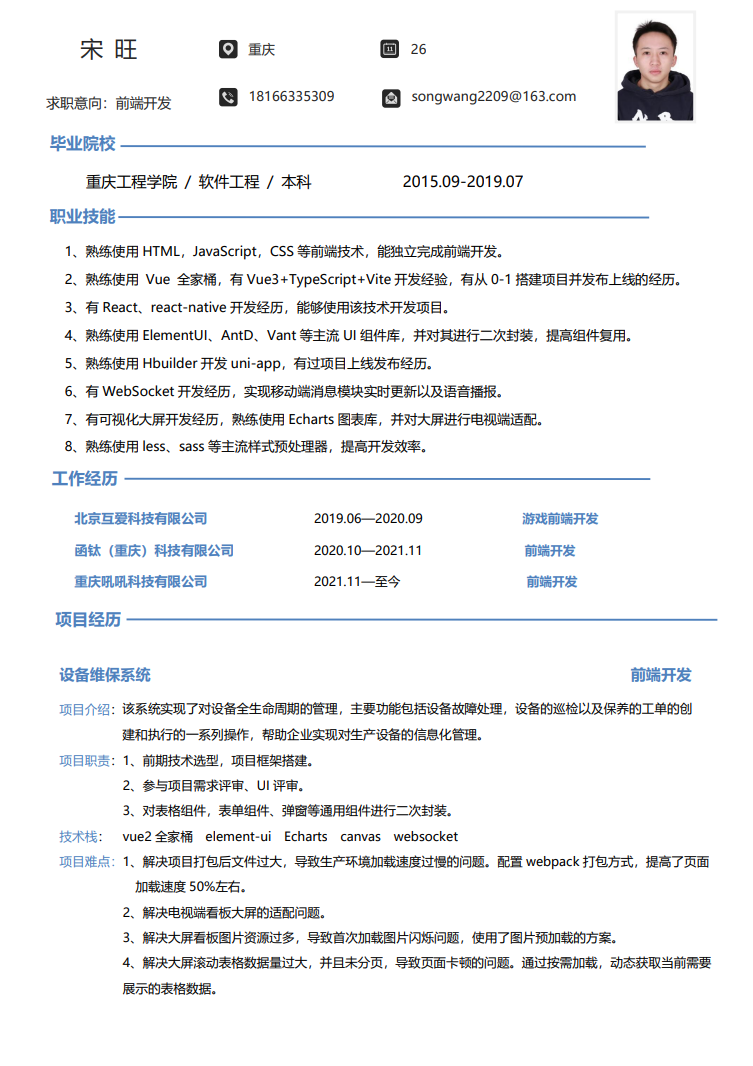 宋 旺
重庆
26
求职意向：前端开发
18166335309
songwang2209@163.com
毕业院校
重庆工程学院 / 软件工程 / 本科 2015.09-2019.07
职业技能
1、熟练使用 HTML，JavaScript，CSS 等前端技术，能独立完成前端开发。
2、熟练使用 Vue 全家桶，有 Vue3+TypeScript+Vite 开发经验，有从 0-1 搭建项目并发布上线的经历。
3、有 React、react-native 开发经历，能够使用该技术开发项目。
4、熟练使用 ElementUI、AntD、Vant 等主流 UI 组件库，并对其进行二次封装，提高组件复用。
5、熟练使用 Hbuilder 开发 uni-app，有过项目上线发布经历。
6、有 WebSocket 开发经历，实现移动端消息模块实时更新以及语音播报。
7、有可视化大屏开发经历，熟练使用 Echarts 图表库，并对大屏进行电视端适配。
8、熟练使用 less、sass 等主流样式预处理器，提高开发效率。
工作经历
北京互爱科技有限公司 2019.06—2020.09 游戏前端开发
函钛（重庆）科技有限公司 2020.10—2021.11 前端开发
重庆吼吼科技有限公司 2021.11—至今 前端开发
项目经历
设备维保系统 前端开发
项目介绍：该系统实现了对设备全生命周期的管理，主要功能包括设备故障处理，设备的巡检以及保养的工单的创
建和执行的一系列操作，帮助企业实现对生产设备的信息化管理。
项目职责：1、前期技术选型，项目框架搭建。
2、参与项目需求评审、UI 评审。
3、对表格组件，表单组件、弹窗等通用组件进行二次封装。
技术栈： vue2 全家桶 element-ui Echarts canvas websocket
项目难点：1、解决项目打包后文件过大，导致生产环境加载速度过慢的问题。配置 webpack 打包方式，提高了页面
加载速度 50%左右。
2、解决电视端看板大屏的适配问题。
3、解决大屏看板图片资源过多，导致首次加载图片闪烁问题，使用了图片预加载的方案。
4、解决大屏滚动表格数据量过大，并且未分页，导致页面卡顿的问题。通过按需加载，动态获取当前需要
展示的表格数据。